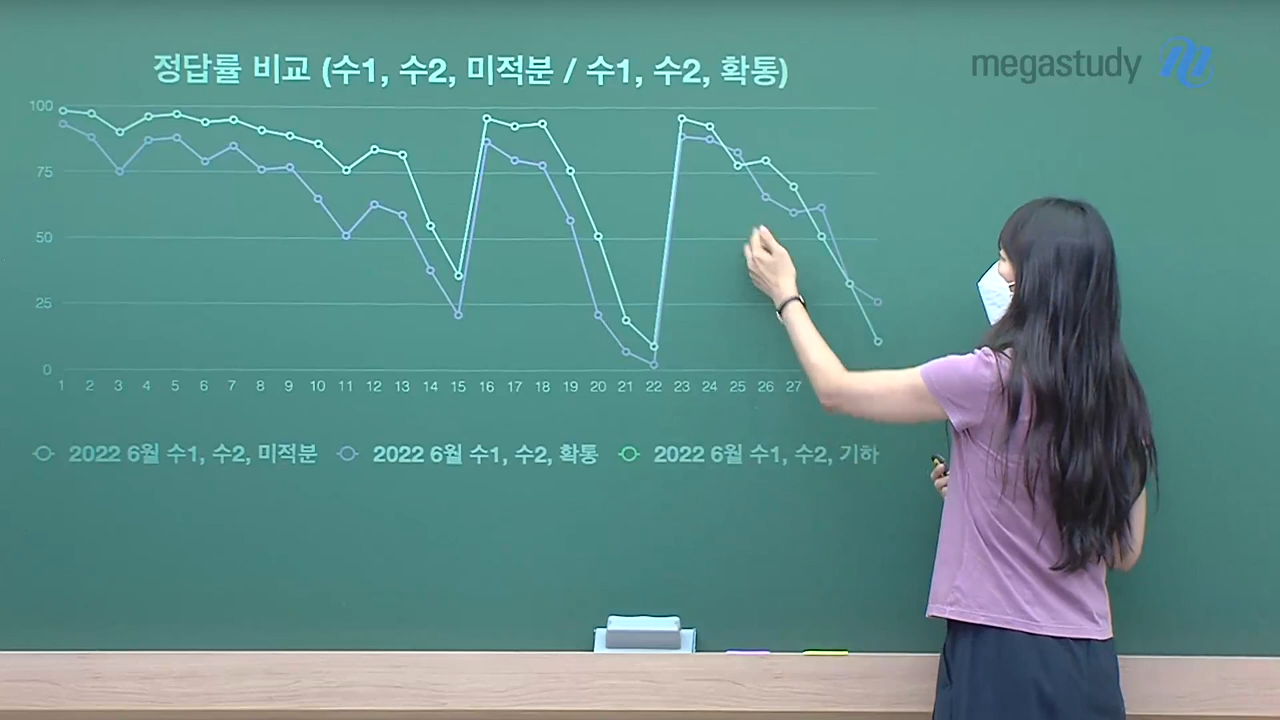 정답률 비교 (수1, 수2, 미적분 / 수1, 수2, 확통)
megastudy
100
75
50
25
0
1 2 3 4 5 6 7 8 9 10 11 12 13 14 15 16 17 18 19 20 21 22 23 24 25 26 27
2022 6월 수1, 수2, 미적분 2022 6월 수1, 수2, 확통 2022 6월 수1, 수2, 기하